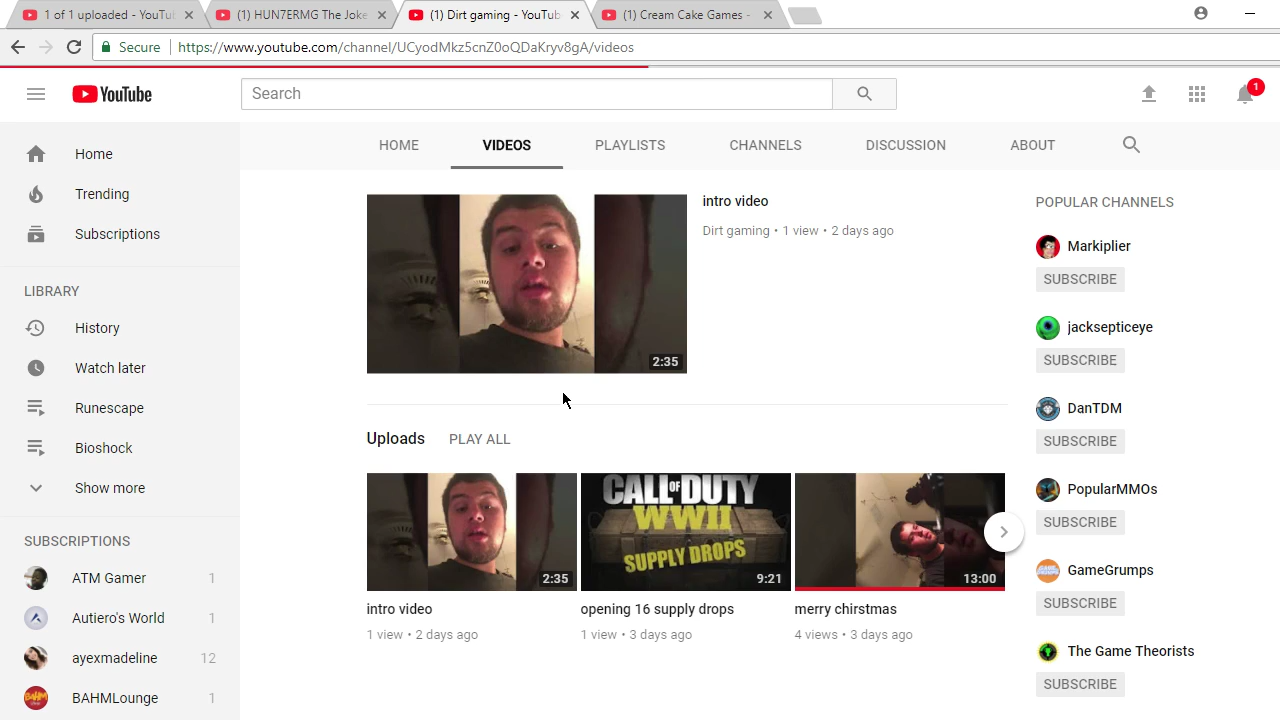 1 of 1 uploaded - YouTu
(1) HUN7ERMG The Joke
(1) Dirt gaming - YouTub
(1) Cream Cake Games -
Secure
https://www.youtube.com/channel/UCyodMkz5cnZ0oQDaKryv8gA/videos
YouTube
Search
1
HOME VIDEOS PLAYLISTS CHANNELS DISCUSSION ABOUT
Home
Trending
Subscriptions
LIBRARY
History
Watch later
Runescape
Bioshock
Show more
SUBSCRIPTIONS
ATM Gamer 1
Autiero's World 1
ayexmadeline 12
BAHMLounge 1
2:35
intro video
Dirt gaming • 1 view • 2 days ago
Uploads PLAY ALL
2:35
intro video
1 view • 2 days ago
CALL OF DUTY
WWII
SUPPLY DROPS
9:21
opening 16 supply drops
1 view • 3 days ago
13:00
merry chirstmas
4 views • 3 days ago
POPULAR CHANNELS
Markiplier
SUBSCRIBE
jacksepticeye
SUBSCRIBE
DanTDM
SUBSCRIBE
PopularMMOs
SUBSCRIBE
GameGrumps
SUBSCRIBE
The Game Theorists
SUBSCRIBE